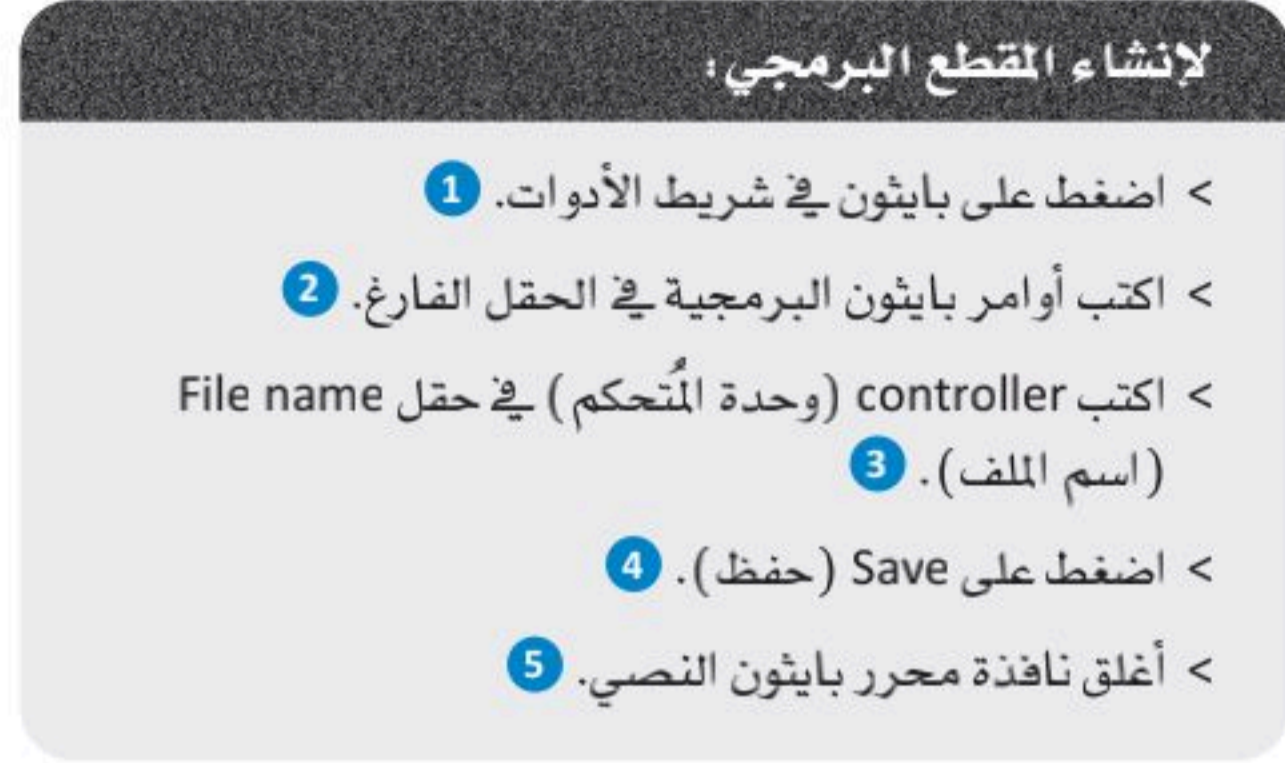 لإنشاء المقطع البرمجي:
> اضغط على بايثون في شريط الأدوات. 1
> اكتب أوامر بايثون البرمجية في الحقل الفارغ. 2
> اكتب controller (وحدة المُتحكم) في حقل File name
(اسم الملف). 3
> اضغط على Save (حفظ). 4
> أغلق نافذة محرر بايثون النصي. 5